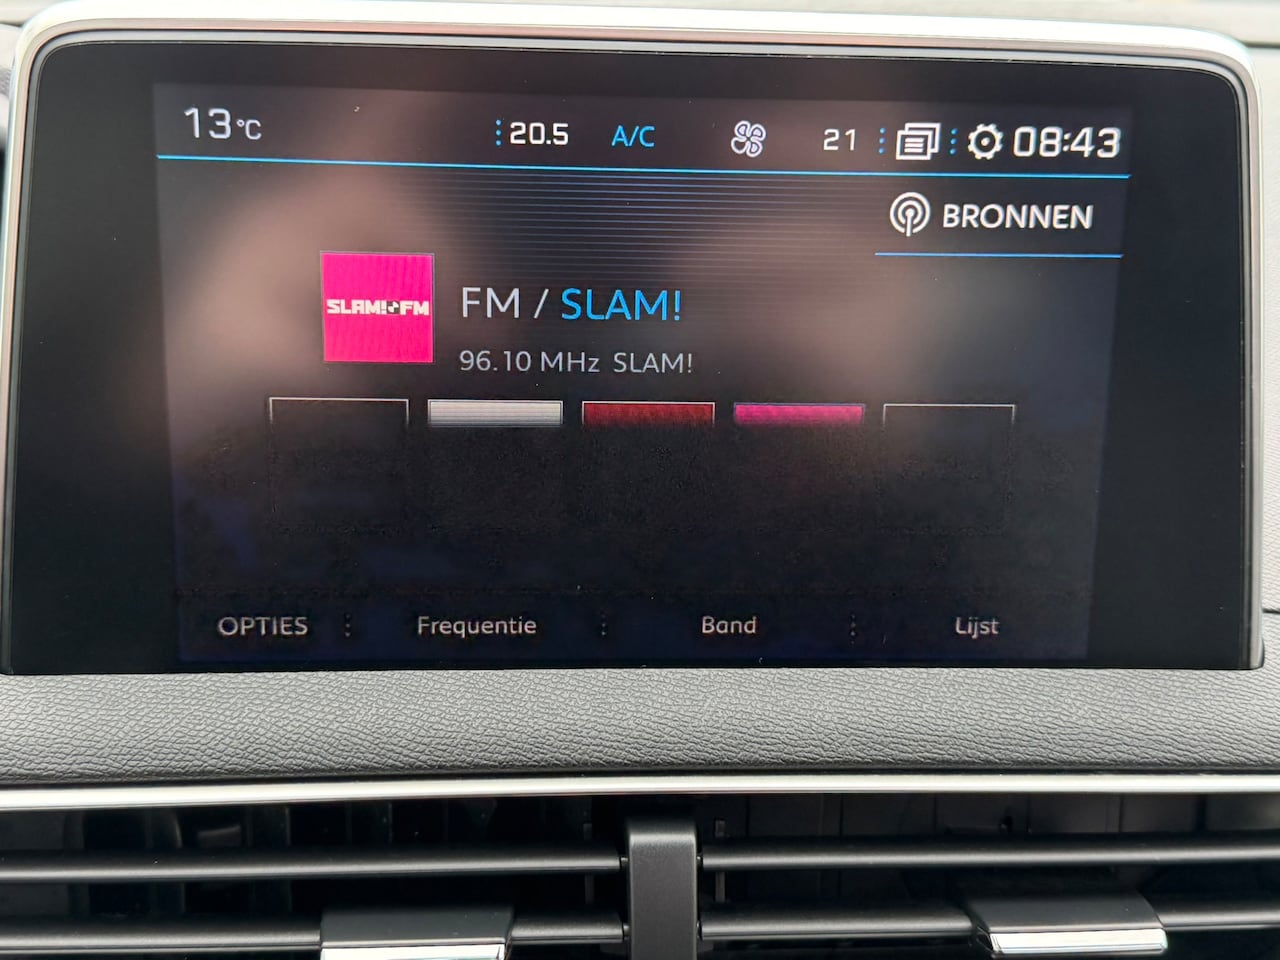 13°C 20.5 A/C 21 08:43
BRONNEN
SLAM!FM
FM / SLAM!
96.10 MHz SLAM!
OPTIES Frequentie Band Lijst